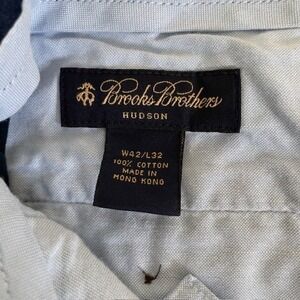 Brooks Brothers
HUDSON
W42/L32
100% COTTON
MADE IN
HONG KONG